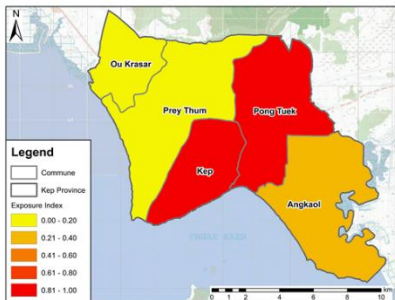 N
Ou Krasar
Prey Thum
Pong Tuek
Kep
Angkaol
Legend
Commune
Kep Province
Exposure Index
0.00 - 0.20
0.21 - 0.40
0.41 - 0.60
0.61 - 0.80
0.81 - 1.00
km
0 1 2 4 6 8 10